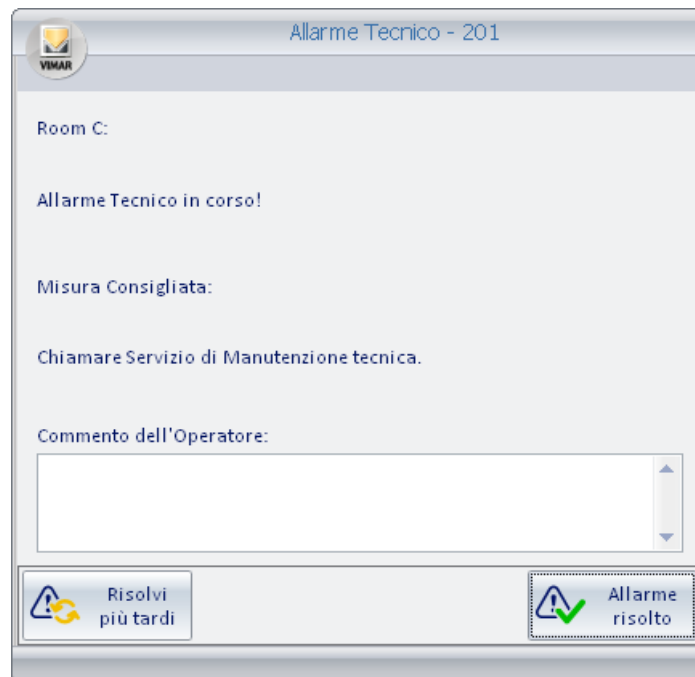 Allarme Tecnico - 201
VIMAR
Room C:
Allarme Tecnico in corso!
Misura Consigliata:
Chiamare Servizio di Manutenzione tecnica.
Commento dell'Operatore:
Risolvi
più tardi
Allarme
risolto